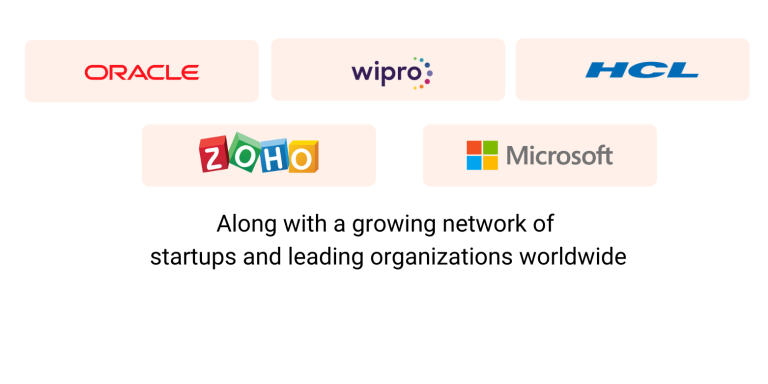 ORACLE
wipro
HCL
ZOHO
Microsoft
Along with a growing network of
startups and leading organizations worldwide